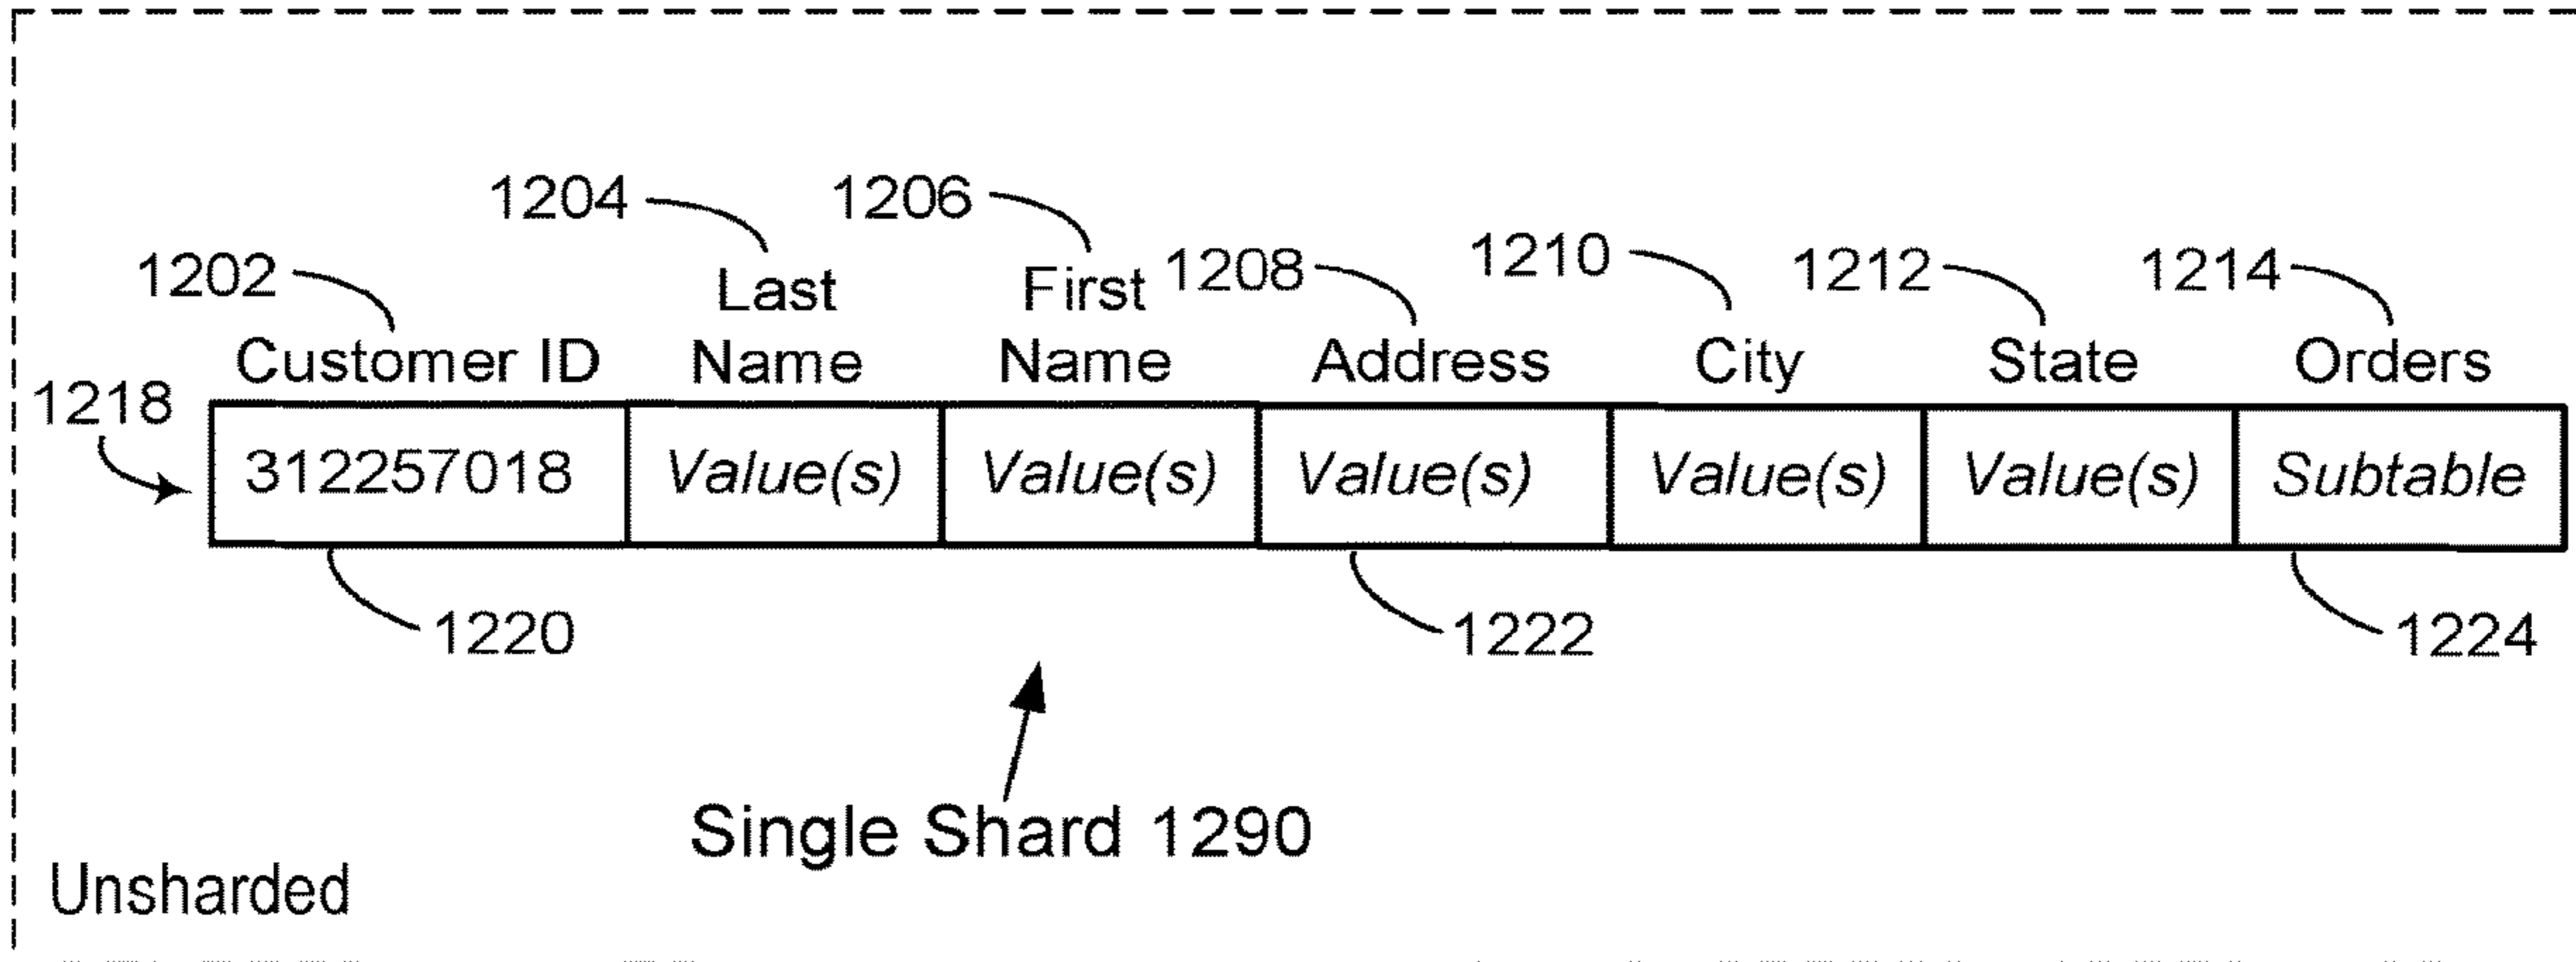 1204 1206
1202 Last First 1208 1210 1212 1214
Customer ID Name Name Address City State Orders
1218
312257018 Value(s) Value(s) Value(s) Value(s) Value(s) Subtable
1220 1222 1224
Single Shard 1290
Unsharded